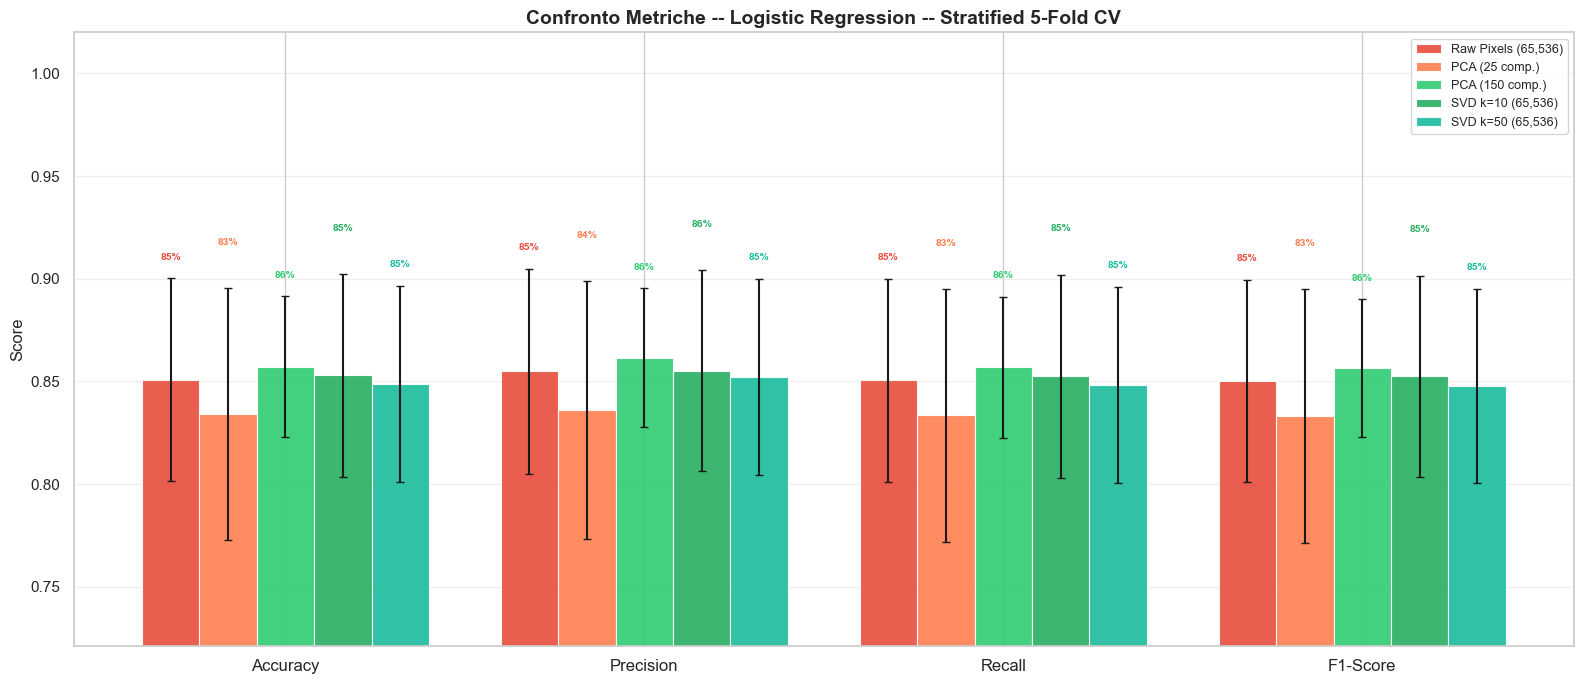 Confronto Metriche -- Logistic Regression -- Stratified 5-Fold CV
Raw Pixels (65,536)
PCA (25 comp.)
PCA (150 comp.)
SVD k=10 (65,536)
SVD k=50 (65,536)
Score
1.00
0.95
0.90
0.85
0.80
0.75
85% 83% 86% 85% 85%
85% 84% 86% 86% 85%
85% 83% 86% 85% 85%
85% 83% 86% 85% 85%
Accuracy Precision Recall F1-Score